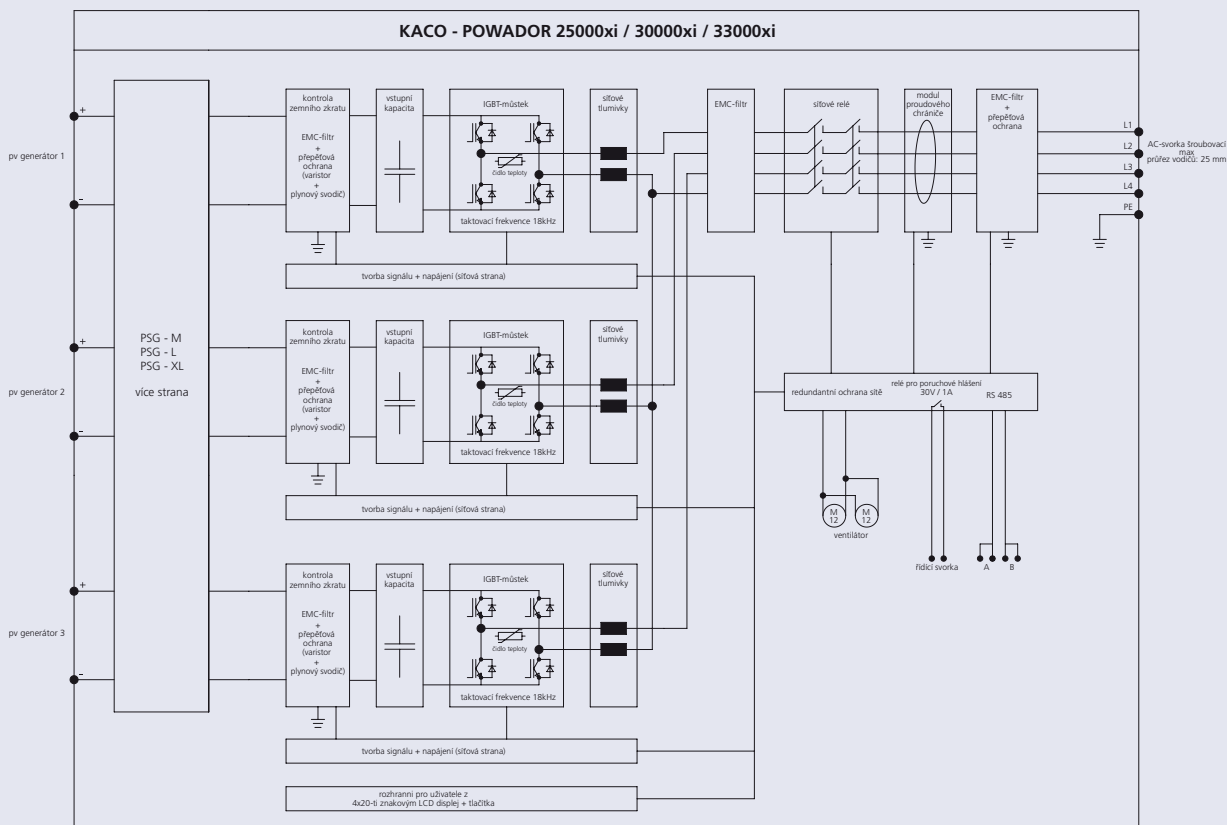 KACO - POWADOR 25000xi / 30000xi / 33000xi
pv generátor 1
+
-
PSG - M
PSG - L
PSG - XL
více strana
kontrola
zemního zkratu
EMC-filtr
+
přepěťová
ochrana
(varistor
+
plynový svodič)
vstupní
kapacita
IGBT-můstek
čidlo teploty
taktovací frekvence 18kHz
síťové
tlumivky
tvorba signálu + napájení (síťová strana)
EMC-filtr
síťové relé
modul
proudového
chrániče
EMC-filtr
+
přepěťová
ochrana
L1
L2
L3
L4
PE
AC-svorka šroubovací
max
průřez vodičů: 25 mm
pv generátor 2
+
-
kontrola
zemního zkratu
EMC-filtr
+
přepěťová
ochrana
(varistor
+
plynový svodič)
vstupní
kapacita
IGBT-můstek
čidlo teploty
taktovací frekvence 18kHz
síťové
tlumivky
tvorba signálu + napájení (síťová strana)
redundantní ochrana sítě
relé pro poruchové hlášení
30V / 1A
RS 485
M
12
M
12
ventilátor
řídící svorka
A
B
pv generátor 3
+
-
kontrola
zemního zkratu
EMC-filtr
+
přepěťová
ochrana
(varistor
+
plynový svodič)
vstupní
kapacita
IGBT-můstek
čidlo teploty
taktovací frekvence 18kHz
síťové
tlumivky
tvorba signálu + napájení (síťová strana)
rozhranni pro uživatele z
4x20-ti znakovým LCD displej + tlačítka